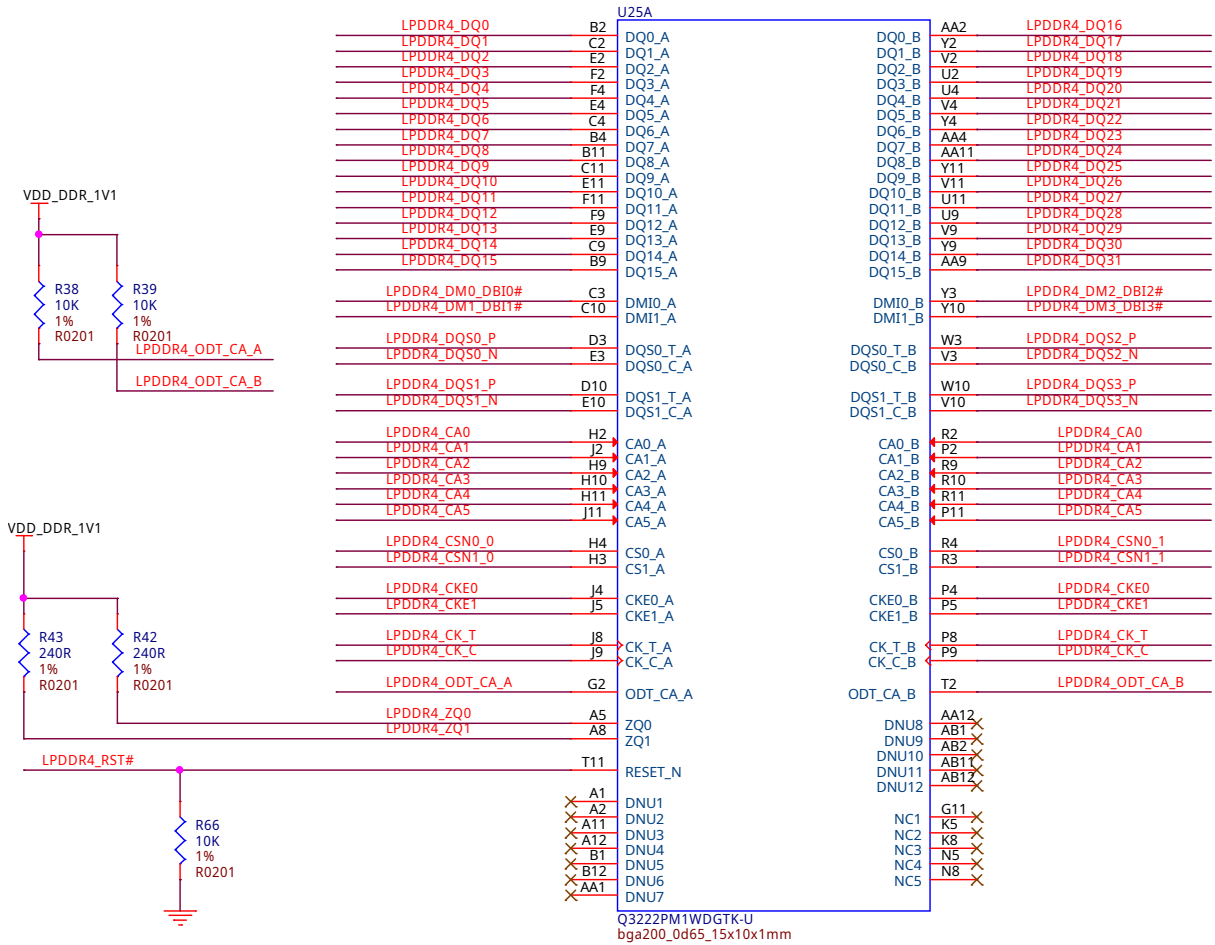 U25A
LPDDR4_DQ0 B2 DQ0_A DQ0_B AA2 LPDDR4_DQ16
LPDDR4_DQ1 C2 DQ1_A DQ1_B Y2 LPDDR4_DQ17
LPDDR4_DQ2 E2 DQ2_A DQ2_B V2 LPDDR4_DQ18
LPDDR4_DQ3 F2 DQ3_A DQ3_B U2 LPDDR4_DQ19
LPDDR4_DQ4 F4 DQ4_A DQ4_B U4 LPDDR4_DQ20
LPDDR4_DQ5 E4 DQ5_A DQ5_B V4 LPDDR4_DQ21
LPDDR4_DQ6 C4 DQ6_A DQ6_B Y4 LPDDR4_DQ22
LPDDR4_DQ7 B4 DQ7_A DQ7_B AA4 LPDDR4_DQ23
LPDDR4_DQ8 B11 DQ8_A DQ8_B AA11 LPDDR4_DQ24
LPDDR4_DQ9 C11 DQ9_A DQ9_B Y11 LPDDR4_DQ25
LPDDR4_DQ10 E11 DQ10_A DQ10_B V11 LPDDR4_DQ26
LPDDR4_DQ11 F11 DQ11_A DQ11_B U11 LPDDR4_DQ27
LPDDR4_DQ12 F9 DQ12_A DQ12_B U9 LPDDR4_DQ28
LPDDR4_DQ13 E9 DQ13_A DQ13_B V9 LPDDR4_DQ29
LPDDR4_DQ14 C9 DQ14_A DQ14_B Y9 LPDDR4_DQ30
LPDDR4_DQ15 B9 DQ15_A DQ15_B AA9 LPDDR4_DQ31
LPDDR4_DM0_DBI0# C3 DMI0_A DMI0_B Y3 LPDDR4_DM2_DBI2#
LPDDR4_DM1_DBI1# C10 DMI1_A DMI1_B Y10 LPDDR4_DM3_DBI3#
LPDDR4_DQS0_P D3 DQS0_T_A DQS0_T_B W3 LPDDR4_DQS2_P
LPDDR4_DQS0_N E3 DQS0_C_A DQS0_C_B V3 LPDDR4_DQS2_N
LPDDR4_DQS1_P D10 DQS1_T_A DQS1_T_B W10 LPDDR4_DQS3_P
LPDDR4_DQS1_N E10 DQS1_C_A DQS1_C_B V10 LPDDR4_DQS3_N
LPDDR4_CA0 H2 CA0_A CA0_B R2 LPDDR4_CA0
LPDDR4_CA1 J2 CA1_A CA1_B P2 LPDDR4_CA1
LPDDR4_CA2 H9 CA2_A CA2_B R9 LPDDR4_CA2
LPDDR4_CA3 H10 CA3_A CA3_B R10 LPDDR4_CA3
LPDDR4_CA4 H11 CA4_A CA4_B R11 LPDDR4_CA4
LPDDR4_CA5 J11 CA5_A CA5_B P11 LPDDR4_CA5
LPDDR4_CSN0_0 H4 CS0_A CS0_B R4 LPDDR4_CSN0_1
LPDDR4_CSN1_0 H3 CS1_A CS1_B R3 LPDDR4_CSN1_1
LPDDR4_CKE0 J4 CKE0_A CKE0_B P4 LPDDR4_CKE0
LPDDR4_CKE1 J5 CKE1_A CKE1_B P5 LPDDR4_CKE1
LPDDR4_CK_T J8 CK_T_A CK_T_B P8 LPDDR4_CK_T
LPDDR4_CK_C J9 CK_C_A CK_C_B P9 LPDDR4_CK_C
LPDDR4_ODT_CA_A G2 ODT_CA_A ODT_CA_B T2 LPDDR4_ODT_CA_B
LPDDR4_ZQ0 A5 ZQ0 DNU8 AA12
LPDDR4_ZQ1 A8 ZQ1 DNU9 AB1
DNU10 AB2
LPDDR4_RST# T11 RESET_N DNU11 AB11
DNU12 AB12
A1 DNU1
A2 DNU2 NC1 G11
A11 DNU3 NC2 K5
A12 DNU4 NC3 K8
B1 DNU5 NC4 N5
B12 DNU6 NC5 N8
AA1 DNU7
Q3222PM1WDGTK-U
bga200_0d65_15x10x1mm
VDD_DDR_1V1
R38 R39
10K 10K
1% 1%
R0201 R0201
LPDDR4_ODT_CA_A
LPDDR4_ODT_CA_B
VDD_DDR_1V1
R43 R42
240R 240R
1% 1%
R0201 R0201
R66
10K
1%
R0201